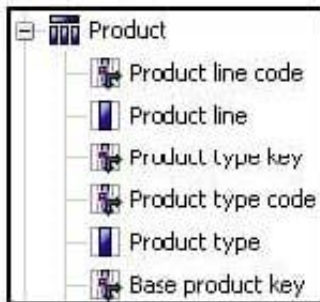 Product
Product line code
Product line
Product type key
Product type code
Product type
Base product key